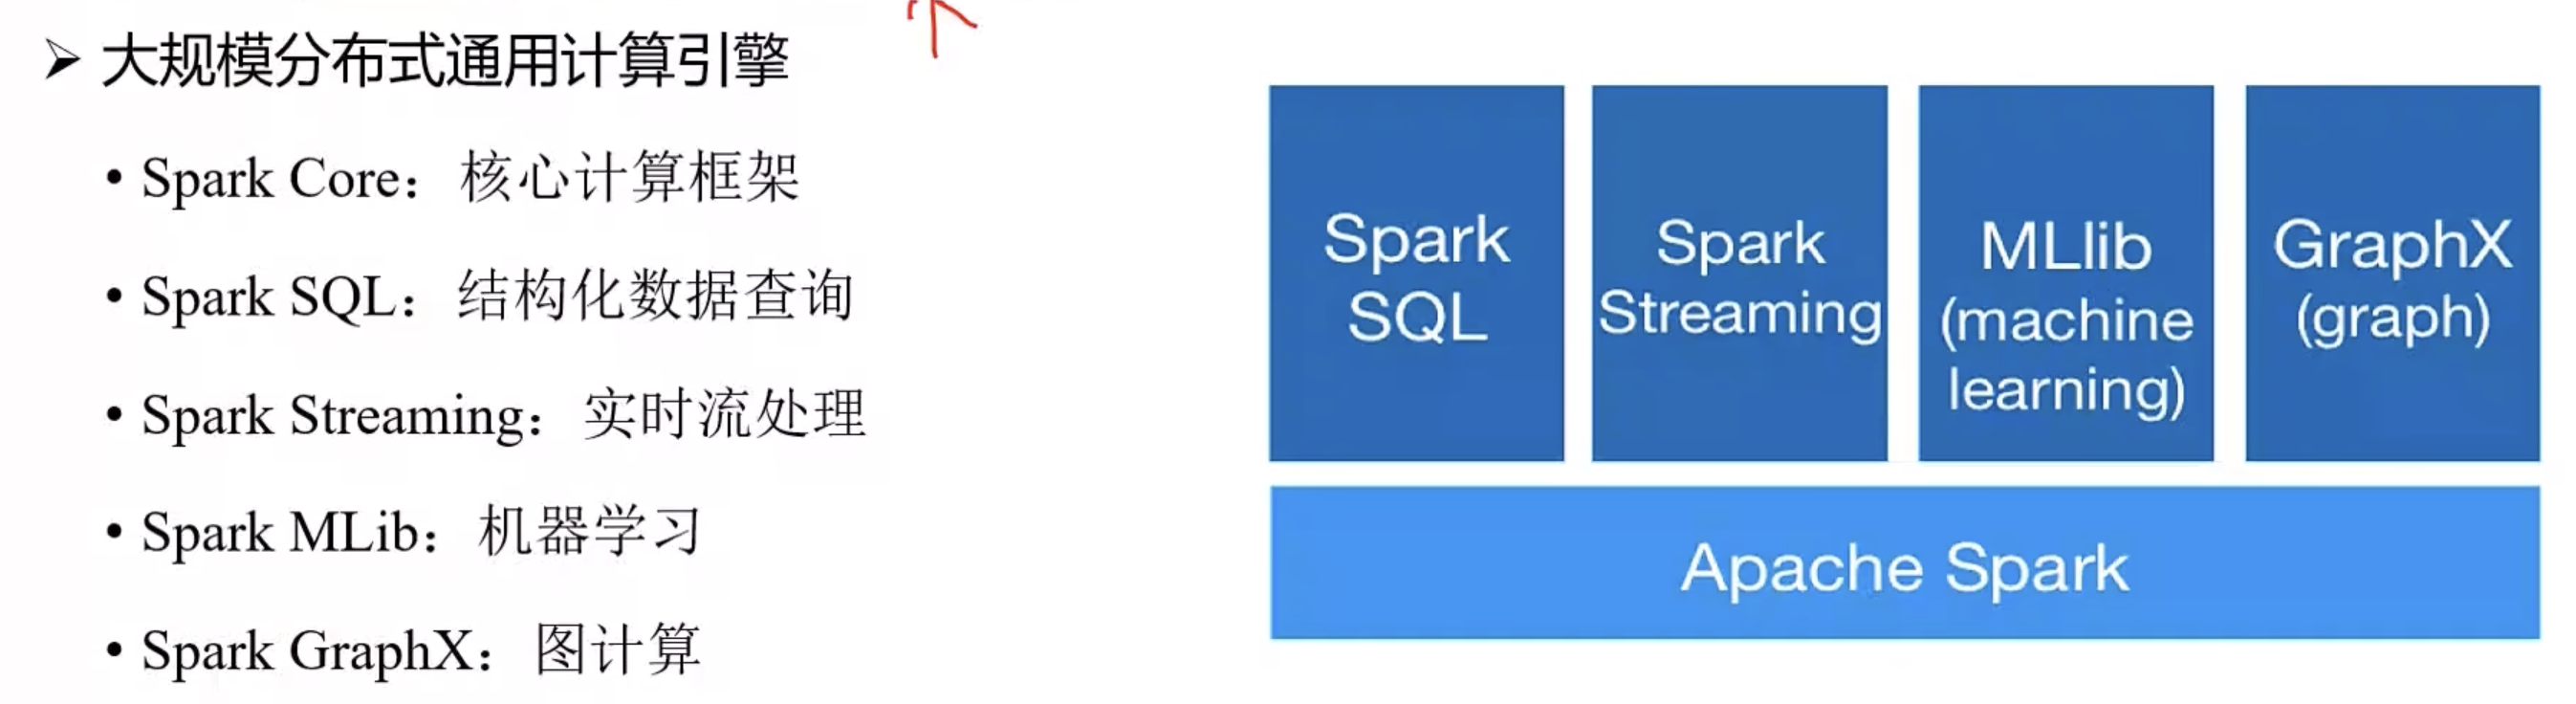 大规模分布式通用计算引擎
• Spark Core：核心计算框架
• Spark SQL：结构化数据查询
• Spark Streaming：实时流处理
• Spark MLib：机器学习
• Spark GraphX：图计算
Spark
SQL
Spark
Streaming
MLlib
(machine
learning)
GraphX
(graph)
Apache Spark